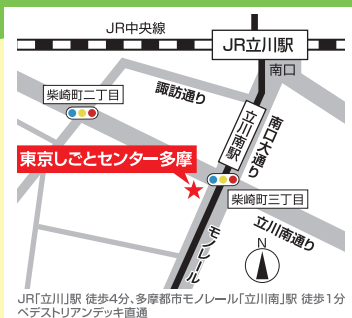 JR中央線
JR立川駅
南口
柴崎町二丁目
諏訪通り
立川南駅
南口大通り
東京しごとセンター多摩
柴崎町三丁目
立川南通り
モノレール
N
JR「立川」駅 徒歩4分、多摩都市モノレール「立川南」駅 徒歩1分
ペデストリアンデッキ直通